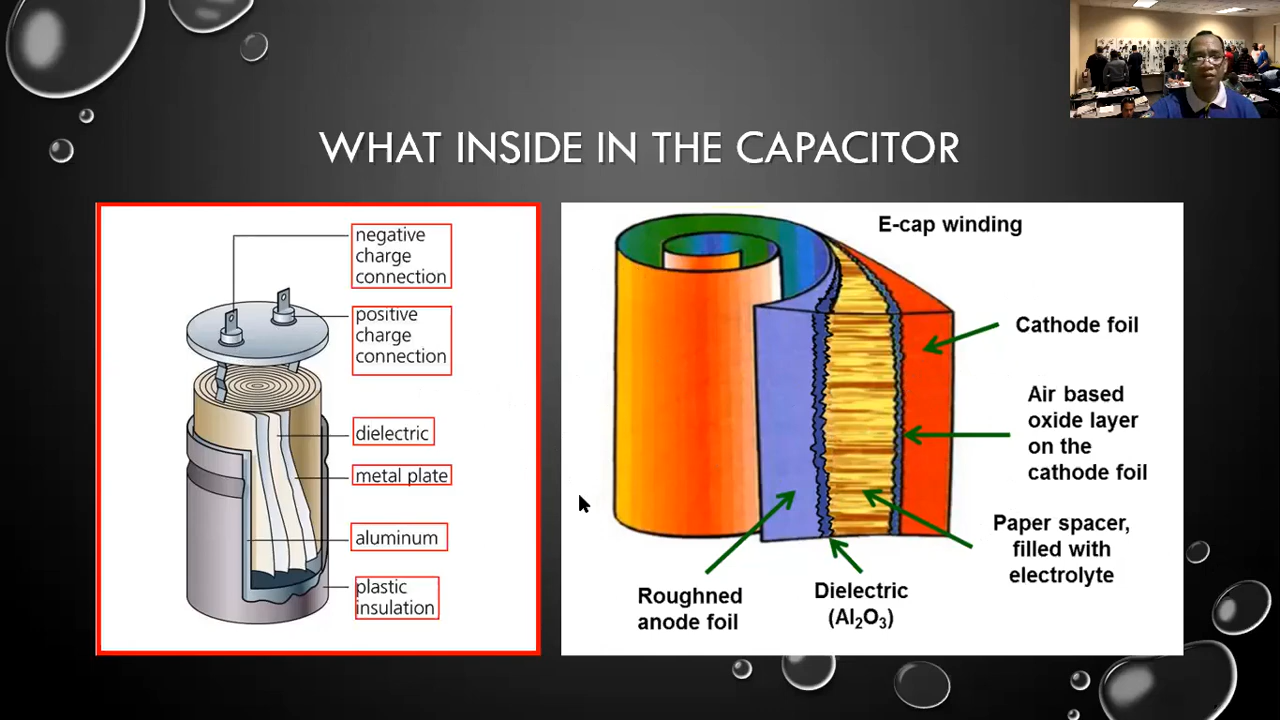 WHAT INSIDE IN THE CAPACITOR
negative
charge
connection
positive
charge
connection
dielectric
metal plate
aluminum
plastic
insulation
E-cap winding
Cathode foil
Air based
oxide layer
on the
cathode foil
Paper spacer,
filled with
electrolyte
Roughned
anode foil
Dielectric
(Al₂O₃)